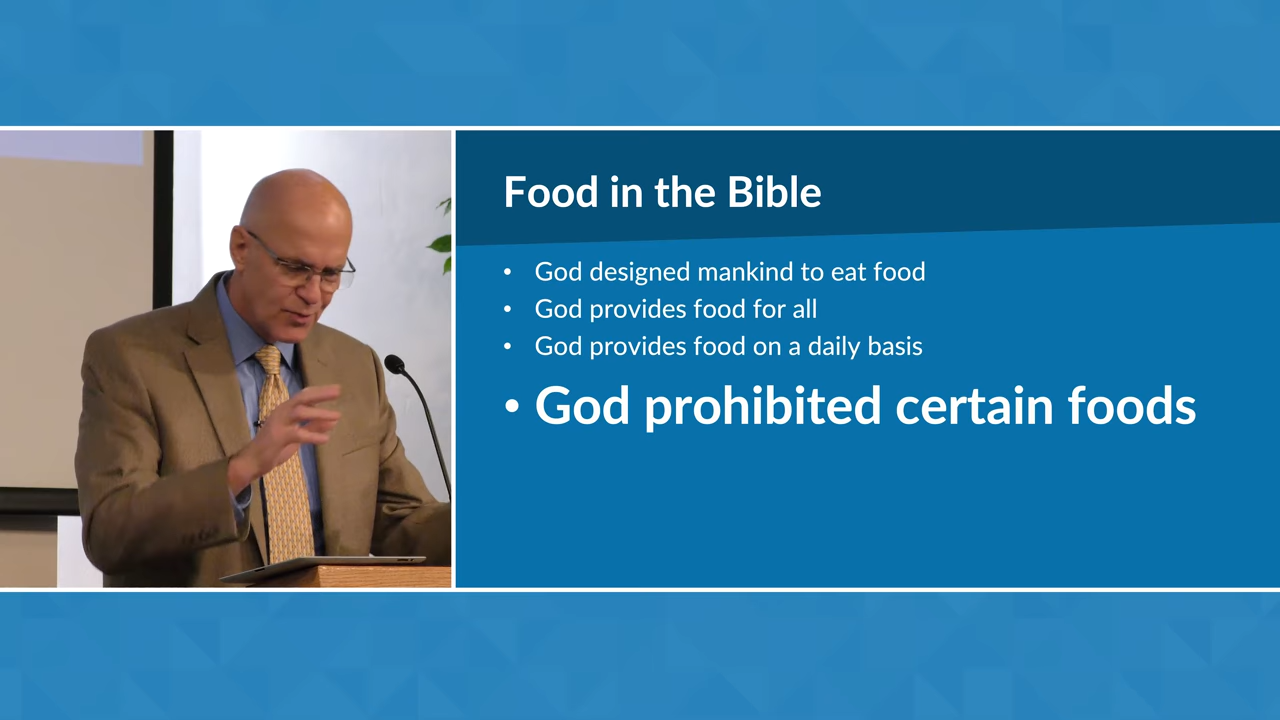 Food in the Bible
• God designed mankind to eat food
• God provides food for all
• God provides food on a daily basis
• God prohibited certain foods